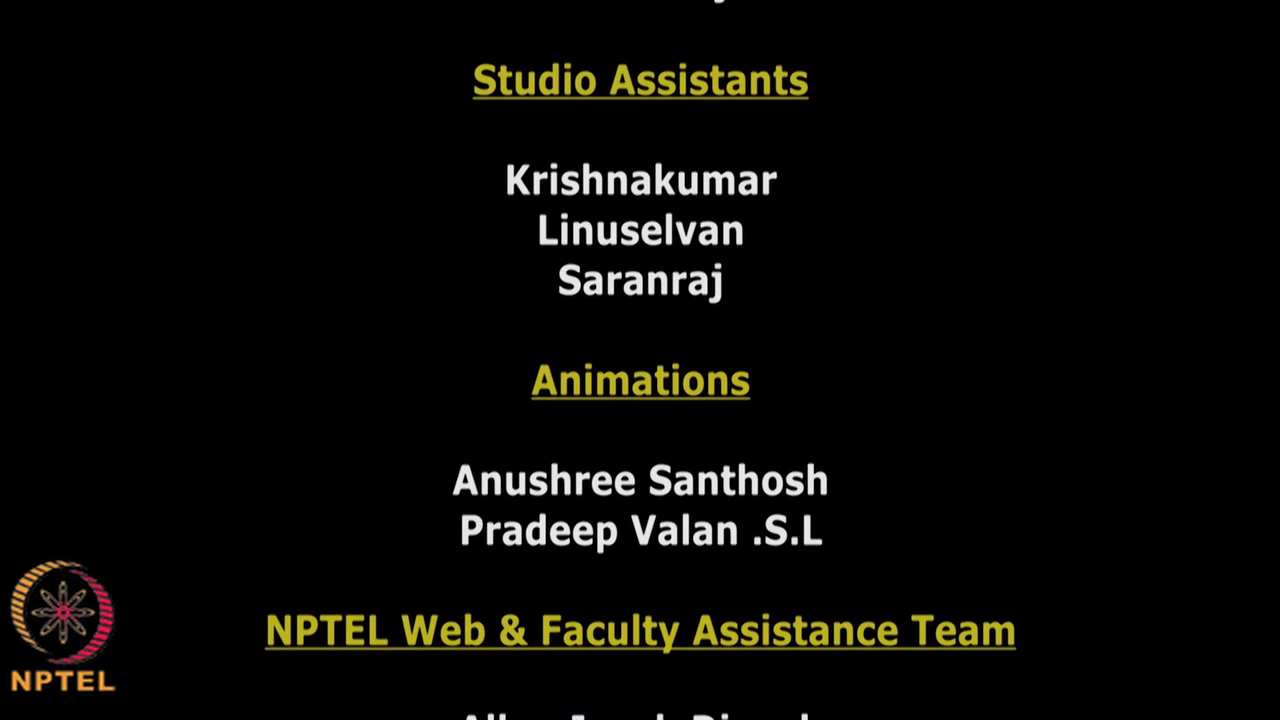 Studio Assistants
Krishnakumar
Linuselvan
Saranraj
Animations
Anushree Santhosh
Pradeep Valan .S.L
NPTEL Web & Faculty Assistance Team
NPTEL